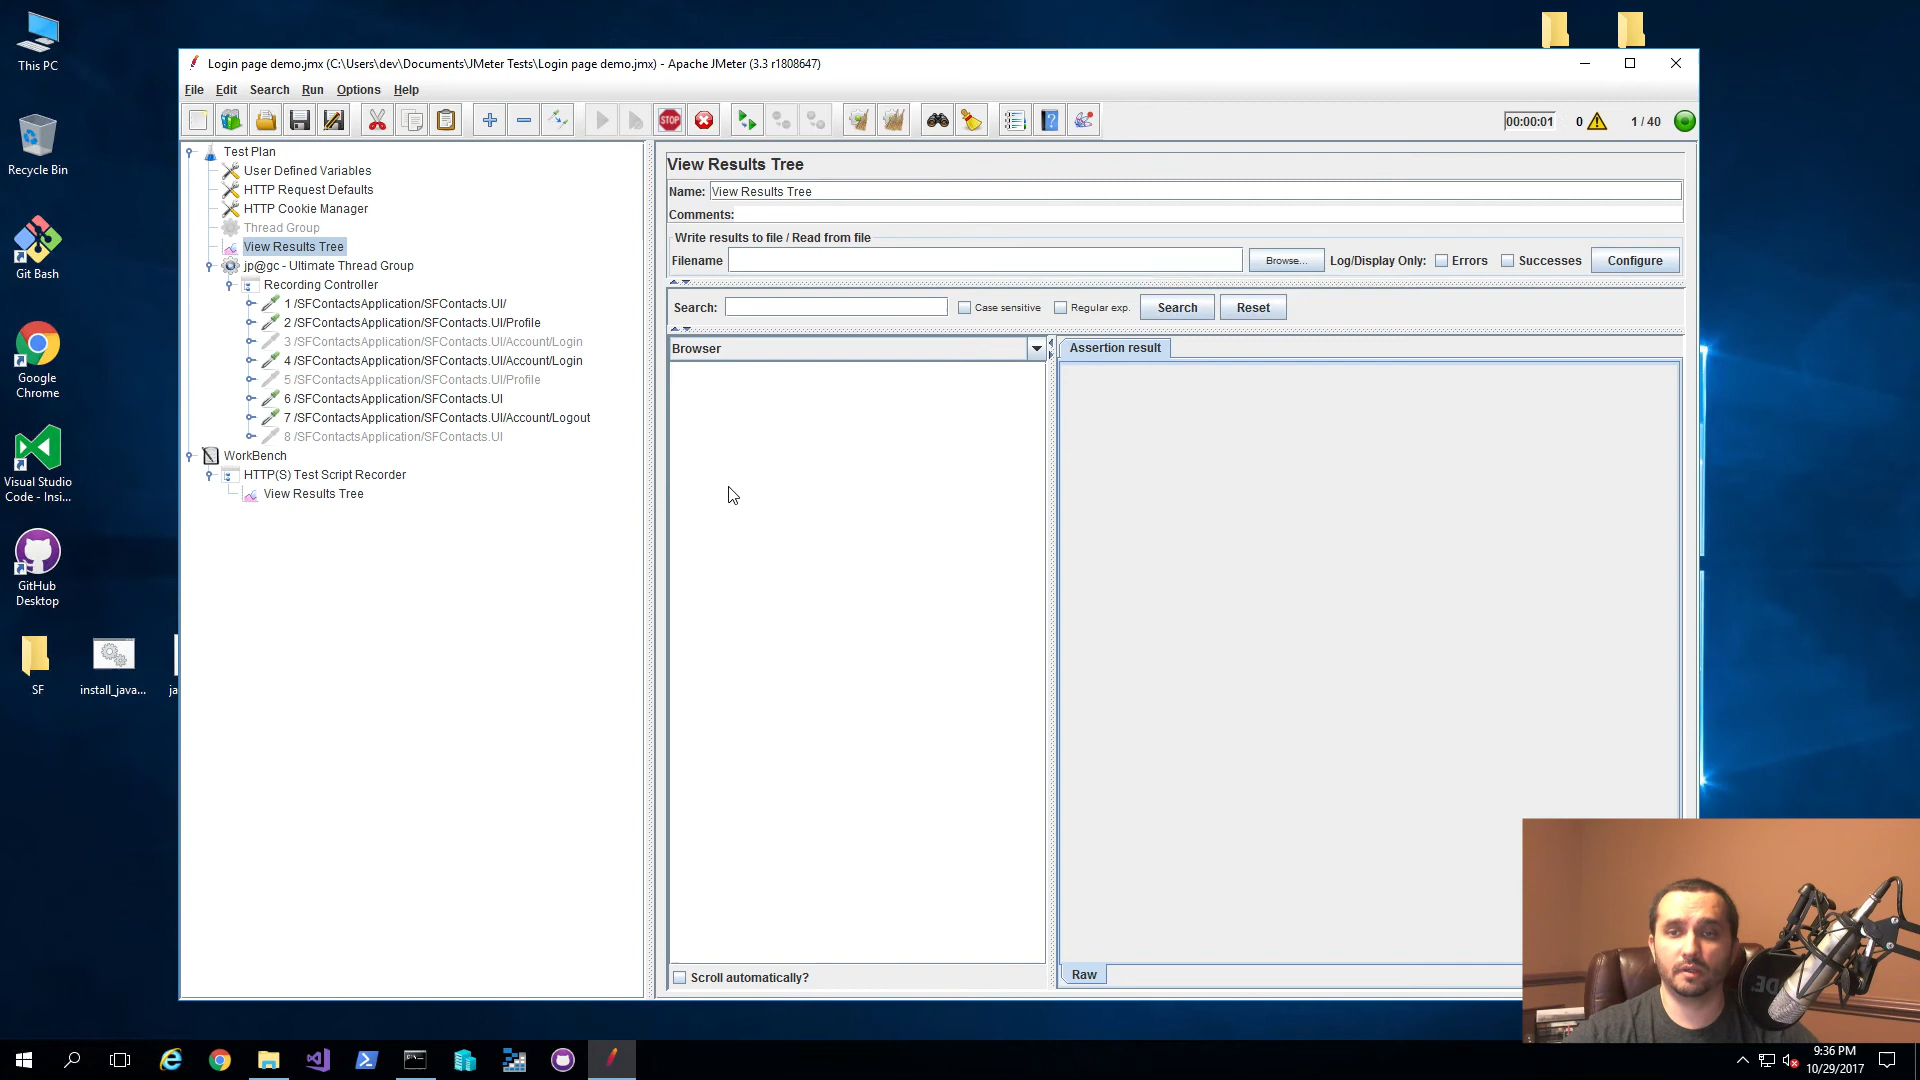 This PC
Recycle Bin
Git Bash
Google
Chrome
Visual Studio
Code - Insi...
GitHub
Desktop
SF
install_java...
ja
Login page demo.jmx (C:\Users\dev\Documents\JMeter Tests\Login page demo.jmx) - Apache JMeter (3.3 r1808647)
File Edit Search Run Options Help
STOP
00:00:01 0 1 / 40
Test Plan
User Defined Variables
HTTP Request Defaults
HTTP Cookie Manager
Thread Group
View Results Tree
jp@gc - Ultimate Thread Group
Recording Controller
1 /SFContactsApplication/SFContacts.UI/
2 /SFContactsApplication/SFContacts.UI/Profile
3 /SFContactsApplication/SFContacts.UI/Account/Login
4 /SFContactsApplication/SFContacts.UI/Account/Login
5 /SFContactsApplication/SFContacts.UI/Profile
6 /SFContactsApplication/SFContacts.UI
7 /SFContactsApplication/SFContacts.UI/Account/Logout
8 /SFContactsApplication/SFContacts.UI
WorkBench
HTTP(S) Test Script Recorder
View Results Tree
View Results Tree
Name: View Results Tree
Comments:
Write results to file / Read from file
Filename Browse... Log/Display Only: Errors Successes Configure
Search: Case sensitive Regular exp. Search Reset
Browser
Assertion result
Scroll automatically?
Raw
9:36 PM
10/29/2017